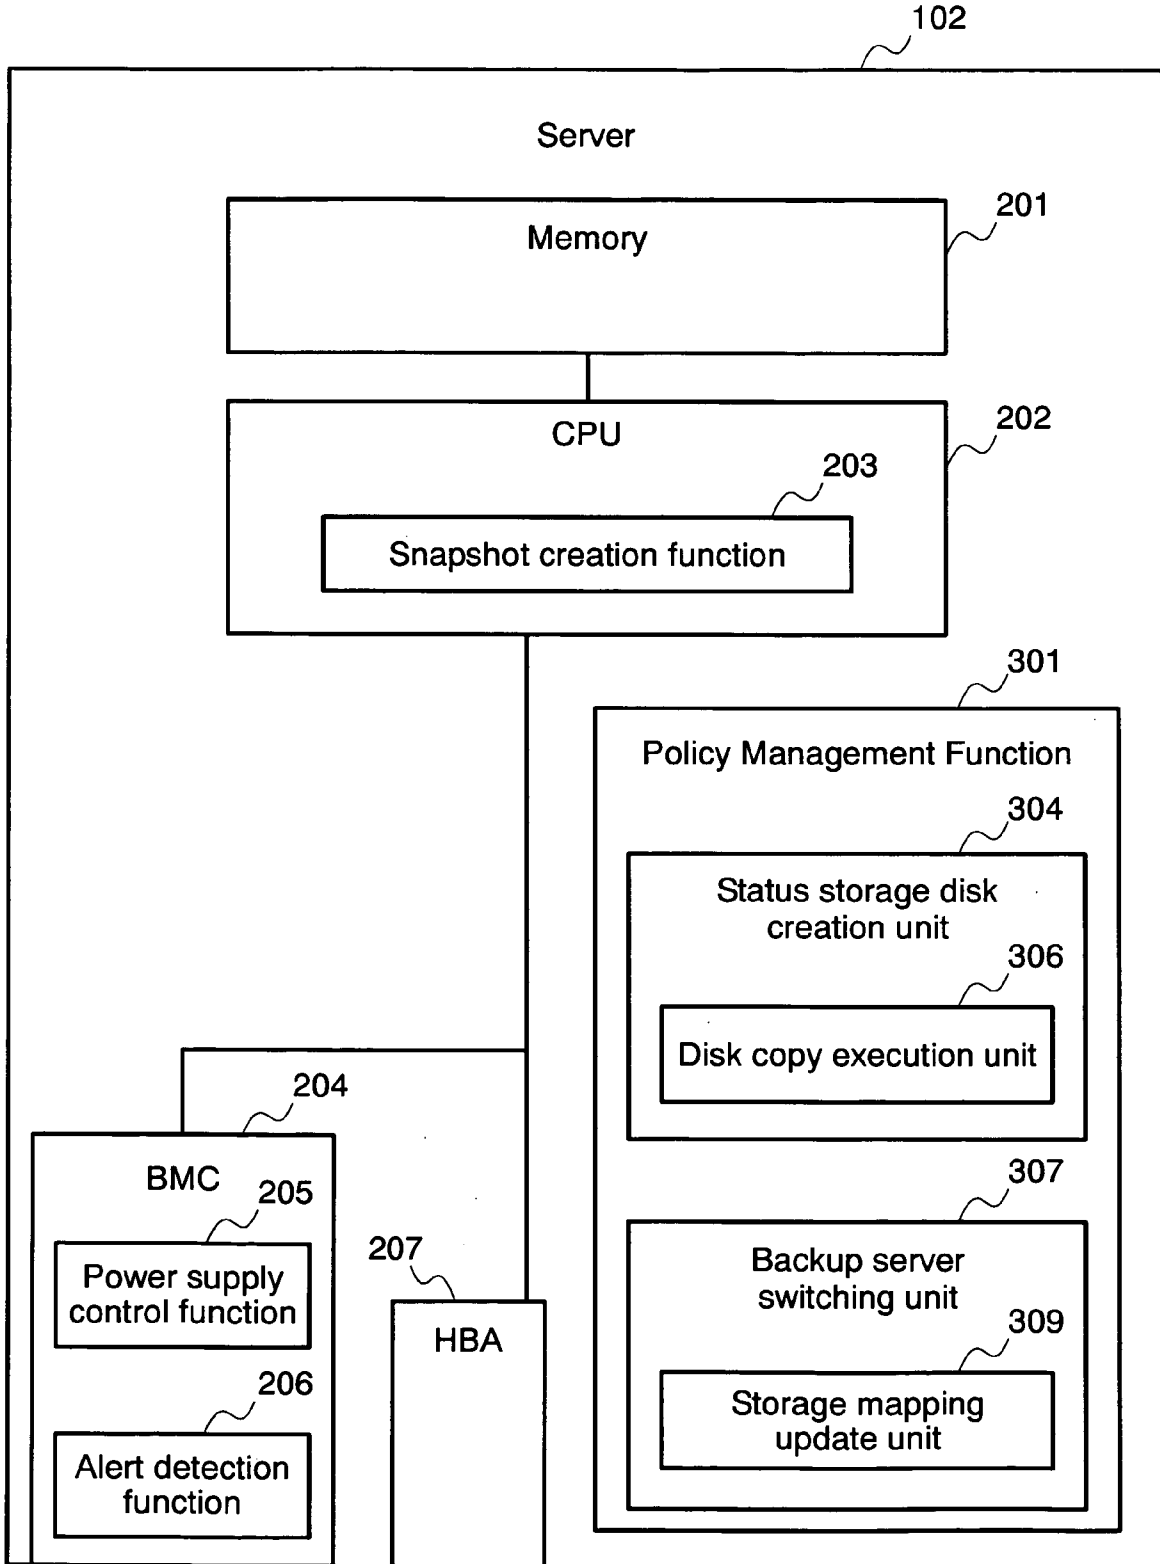 102
Server
201
Memory
202
CPU
203
Snapshot creation function
301
Policy Management Function
304
Status storage disk
creation unit
306
Disk copy execution unit
204
BMC
205
Power supply
control function
206
Alert detection
function
207
HBA
307
Backup server
switching unit
309
Storage mapping
update unit